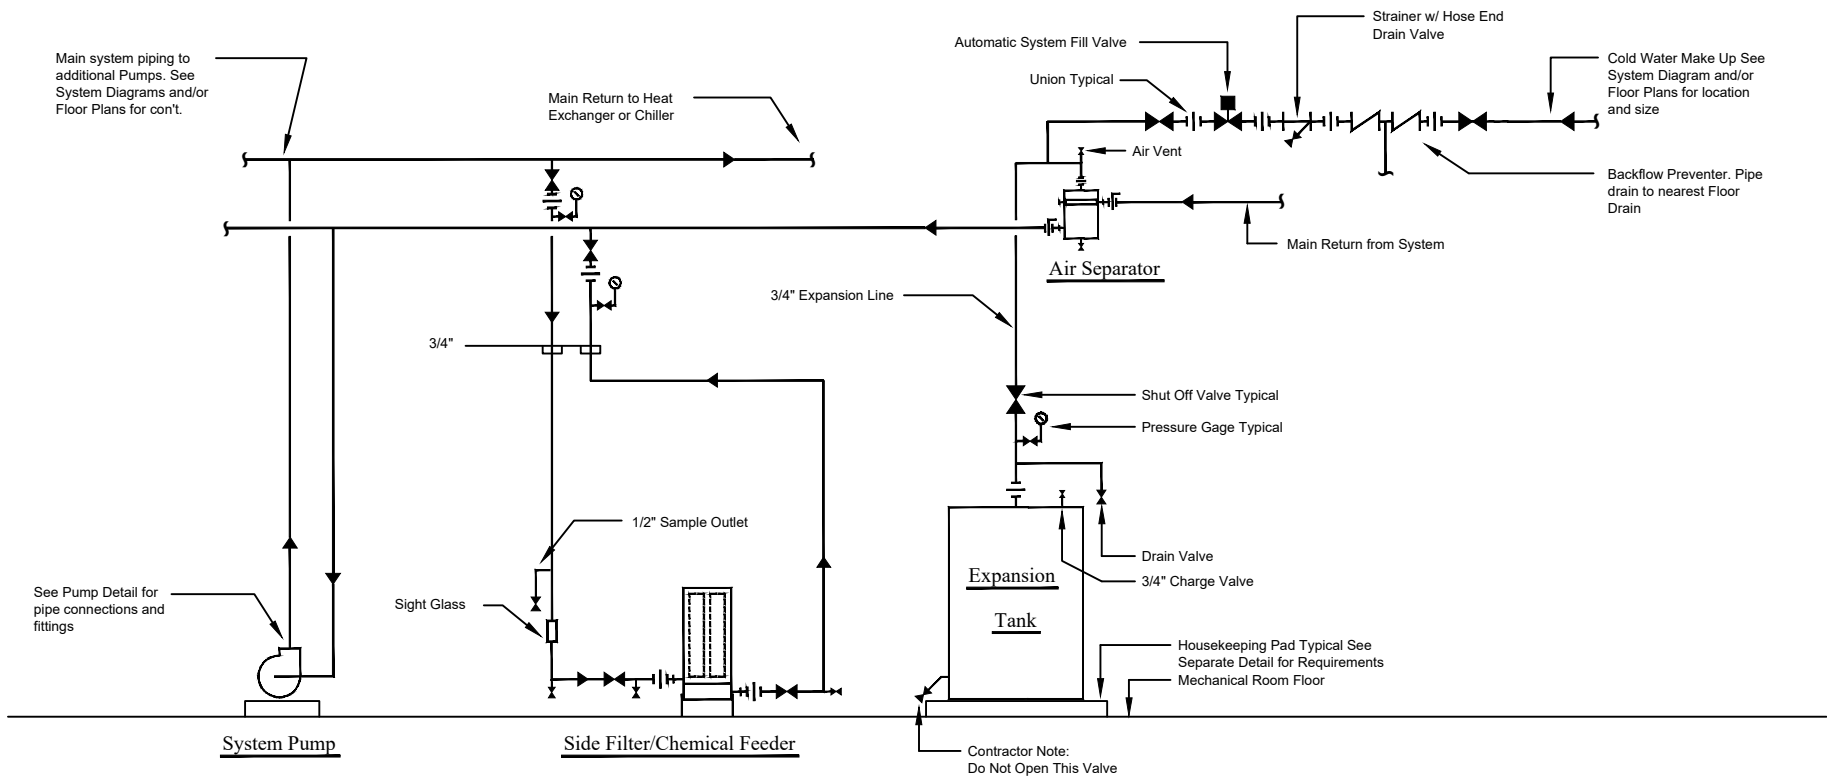 Strainer w/ Hose End
Drain Valve
Automatic System Fill Valve
Main system piping to
additional Pumps. See
System Diagrams and/or
Floor Plans for con't.
Cold Water Make Up See
System Diagram and/or
Floor Plans for location
and size
Union Typical
Main Return to Heat
Exchanger or Chiller
Air Vent
Backflow Preventer. Pipe
drain to nearest Floor
Drain
Main Return from System
Air Separator
3/4" Expansion Line
3/4"
Shut Off Valve Typical
Pressure Gage Typical
1/2" Sample Outlet
Drain Valve
3/4" Charge Valve
Expansion
Tank
See Pump Detail for
pipe connections and
fittings
Sight Glass
Housekeeping Pad Typical See
Separate Detail for Requirements
Mechanical Room Floor
System Pump
Side Filter/Chemical Feeder
Contractor Note:
Do Not Open This Valve